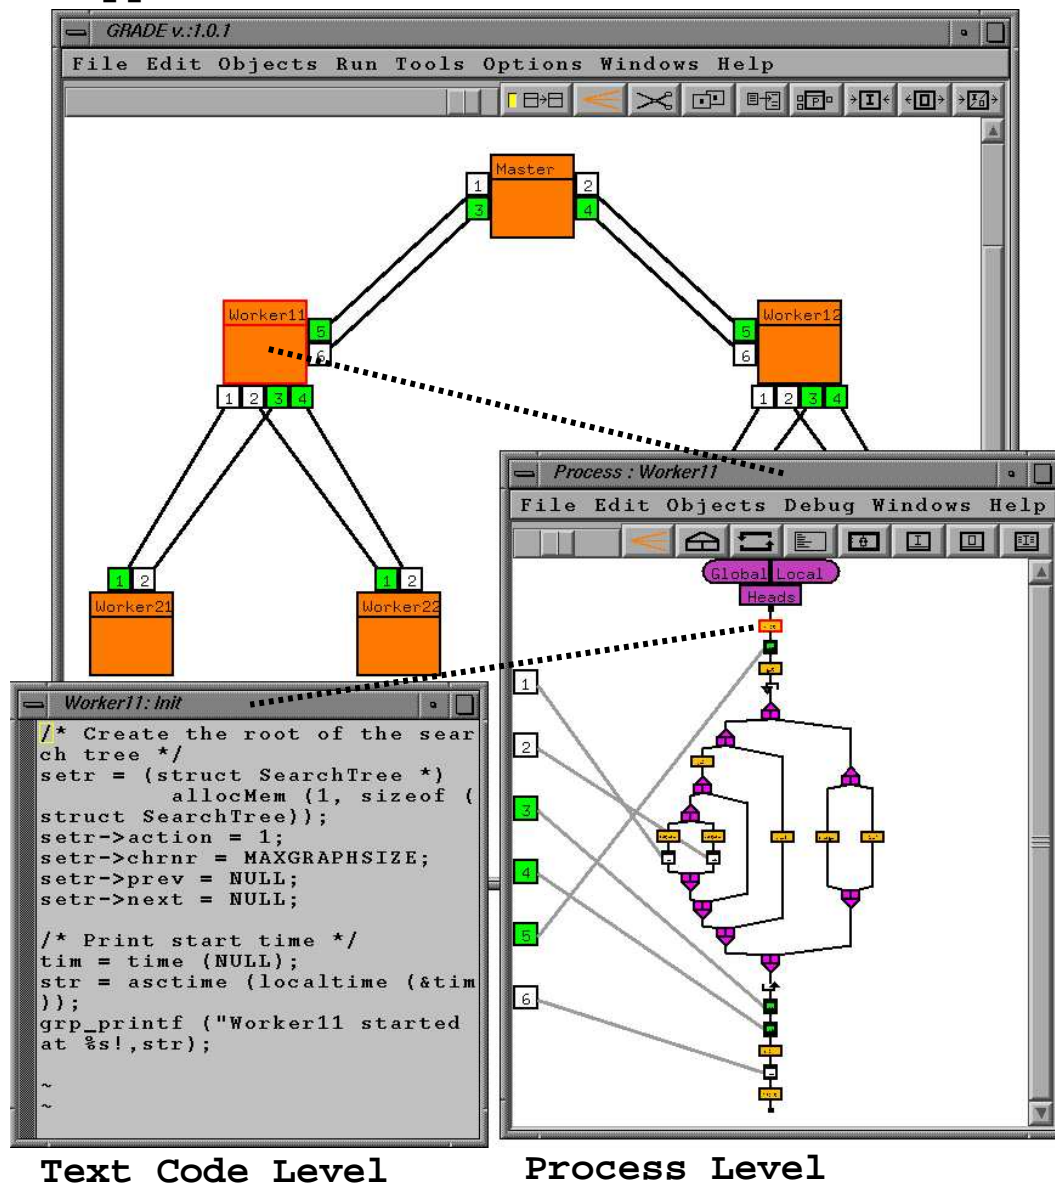 GRADE v.:1.0.1
File Edit Objects Run Tools Options Windows Help
P I O I/O
Master
1 2
3 4
Worker11
5
6
1 2 3 4
Worker12
5
6
1 2 3 4
1 2
Worker21
1 2
Worker22
Process : Worker11
File Edit Objects Debug Windows Help
I O I
Global Local
Heads
1
2
3
4
5
6
Worker11: Init
/* Create the root of the sear
ch tree */
setr = (struct SearchTree *)
allocMem (1, sizeof (
struct SearchTree));
setr->action = 1;
setr->chrnr = MAXGRAPHSIZE;
setr->prev = NULL;
setr->next = NULL;
/* Print start time */
tim = time (NULL);
str = asctime (localtime (&tim
));
grp_printf ("Worker11 started
at %s!,str);
~
~
Text Code Level
Process Level